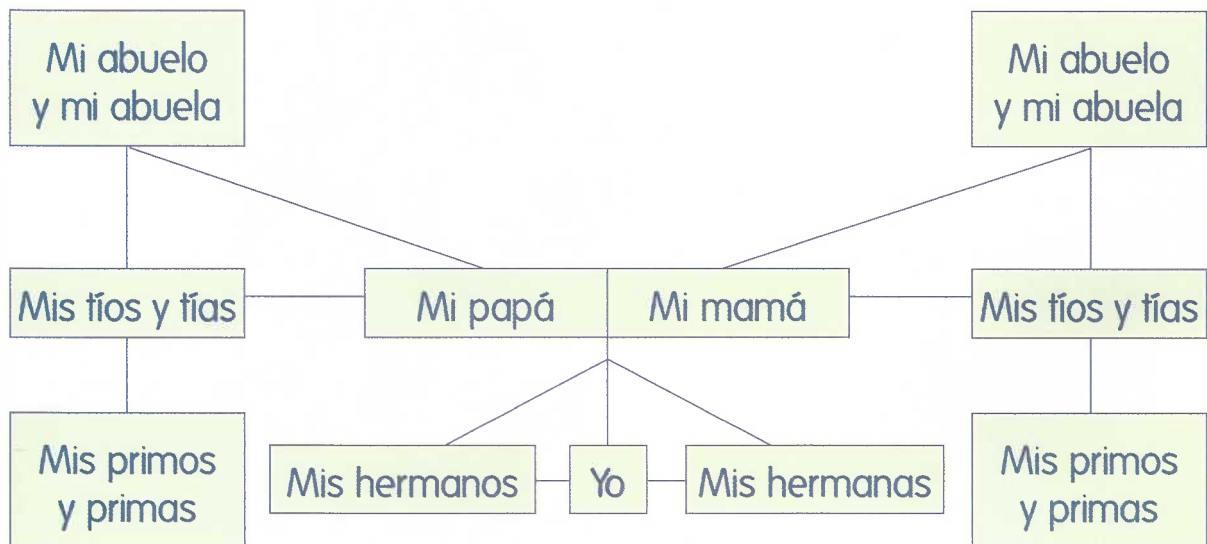 Mi abuelo
y mi abuela
Mi abuelo
y mi abuela
Mis tíos y tías
Mi papá
Mi mamá
Mis tíos y tías
Mis primos
y primas
Mis hermanos
Yo
Mis hermanas
Mis primos
y primas